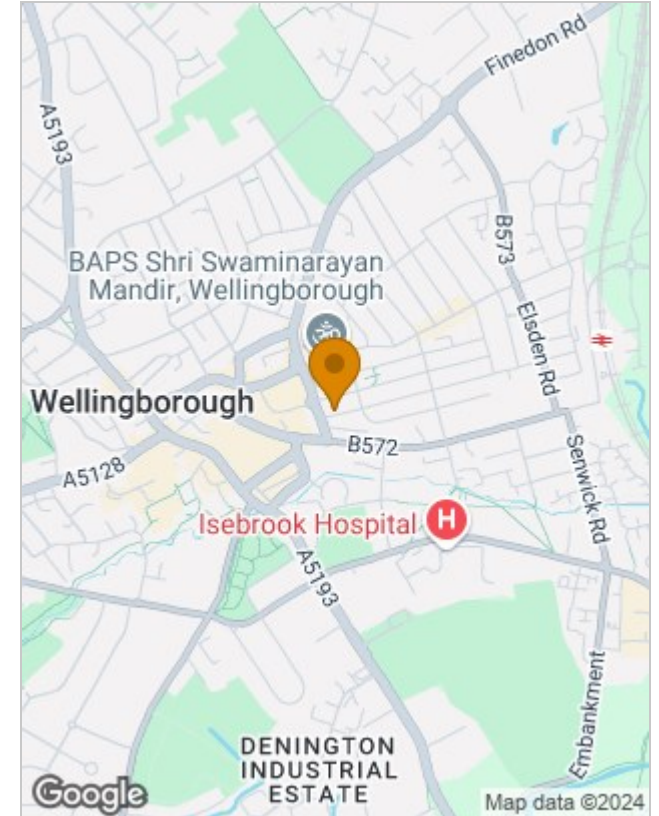 Finedon Rd
A5193
B573
BAPS Shri Swaminarayan
Mandir, Wellingborough
ॐ
Elsden Rd
Wellingborough
B572
A5128
Senwick Rd
Isebrook Hospital H
A5193
Embankment
DENINGTON
INDUSTRIAL
ESTATE
Google
Map data ©2024